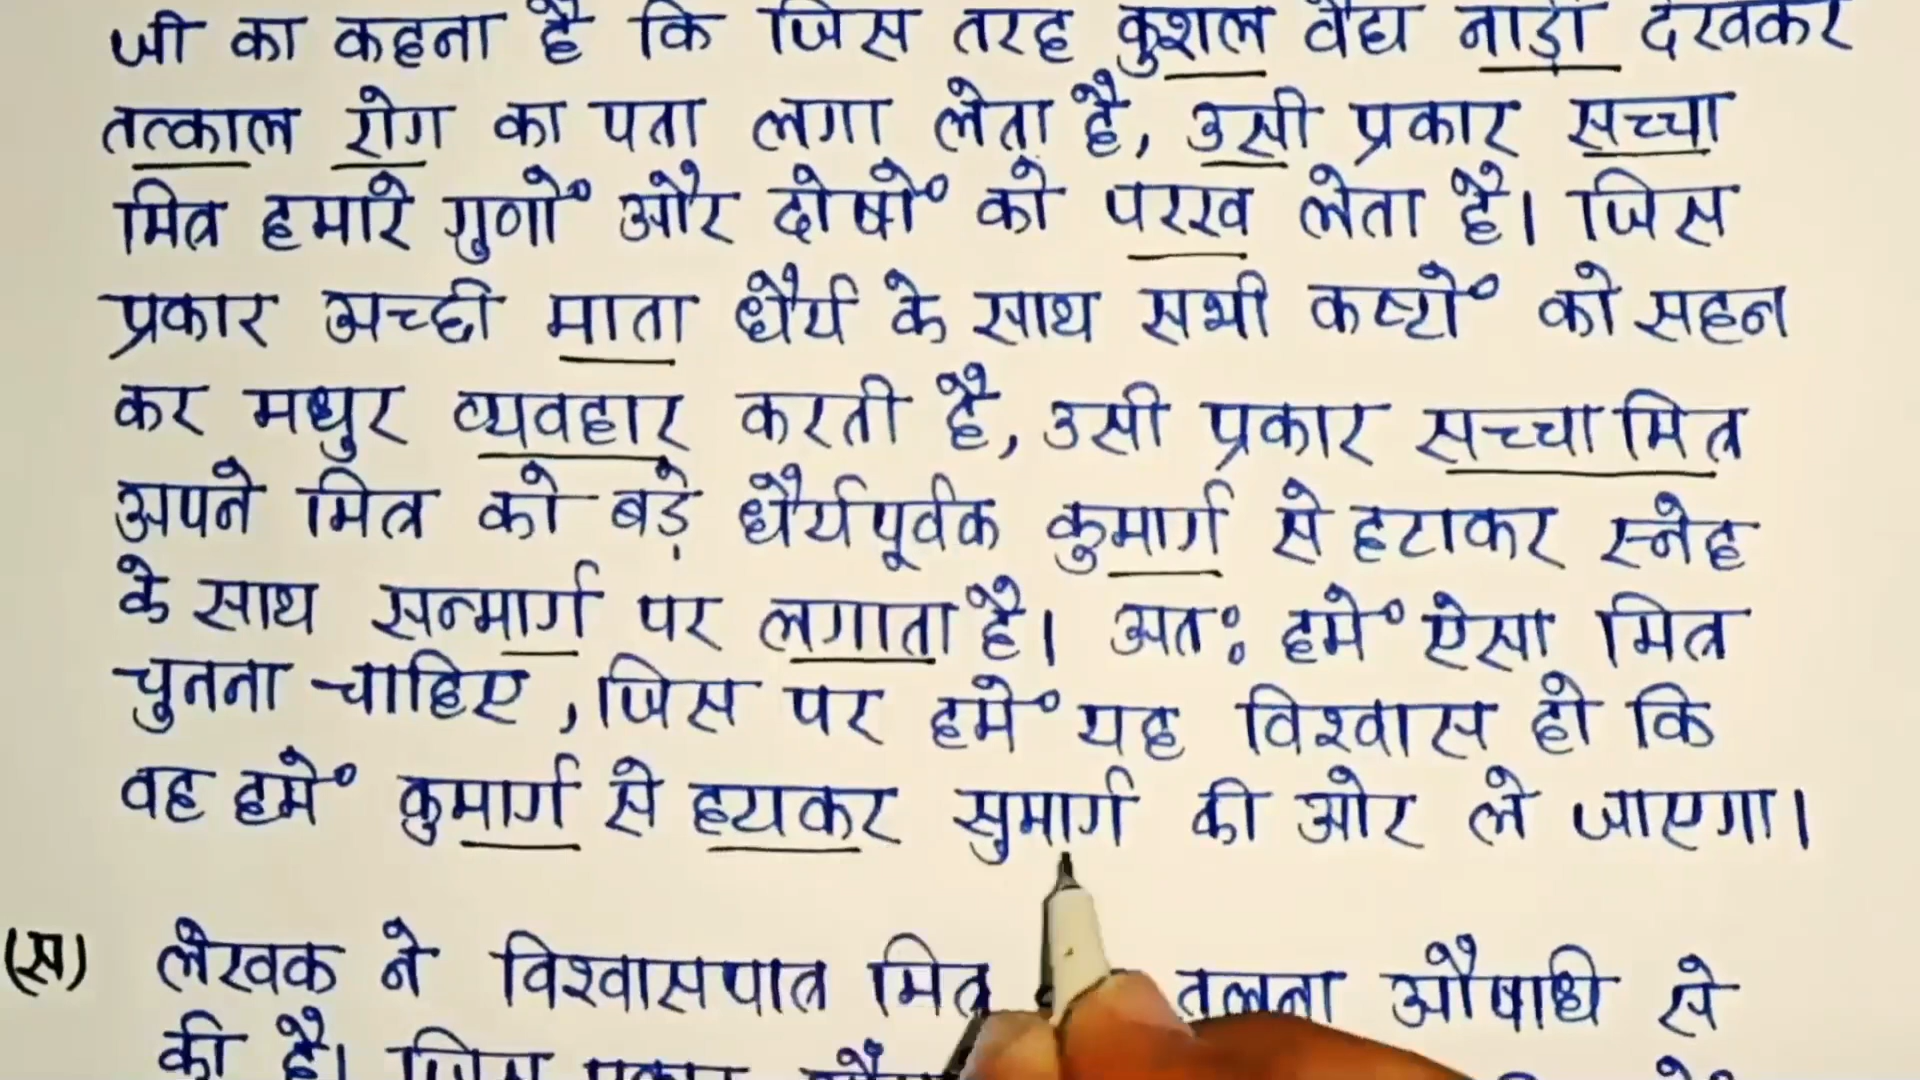 जी का कहना है कि जिस तरह कुशल वैद्य नाड़ी देखकर
तत्काल रोग का पता लगा लेता है, उसी प्रकार सच्चा
मित्र हमारे गुणों और दोषों को परख लेता है। जिस
प्रकार अच्छी माता धैर्य के साथ सभी कष्टों को सहन
कर मधुर व्यवहार करती है, उसी प्रकार सच्चा मित्र
अपने मित्र को बड़े धैर्यपूर्वक कुमार्ग से हटाकर स्नेह
के साथ सन्मार्ग पर लगाता है। अतः हमें ऐसा मित्र
चुनना चाहिए, जिस पर हमें यह विश्वास हो कि
वह हमें कुमार्ग से हटाकर सुमार्ग की ओर ले जाएगा।
(स) लेखक ने विश्वासपात्र मित्र तुलना औषधि से
की है। जिस प्रकार